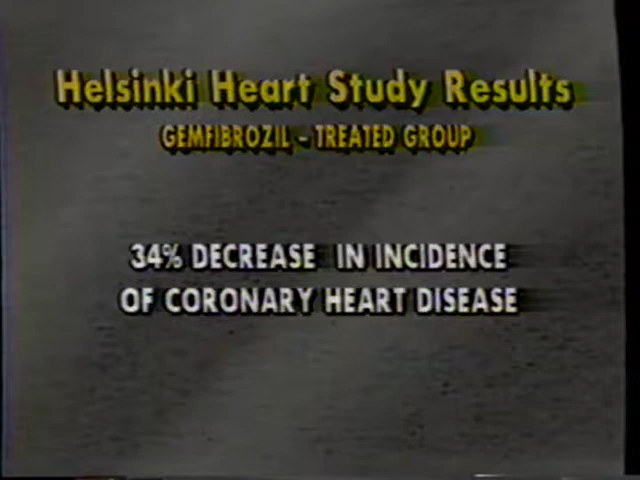 Helsinki Heart Study Results
GEMFIBROZIL - TREATED GROUP
34% DECREASE IN INCIDENCE
OF CORONARY HEART DISEASE